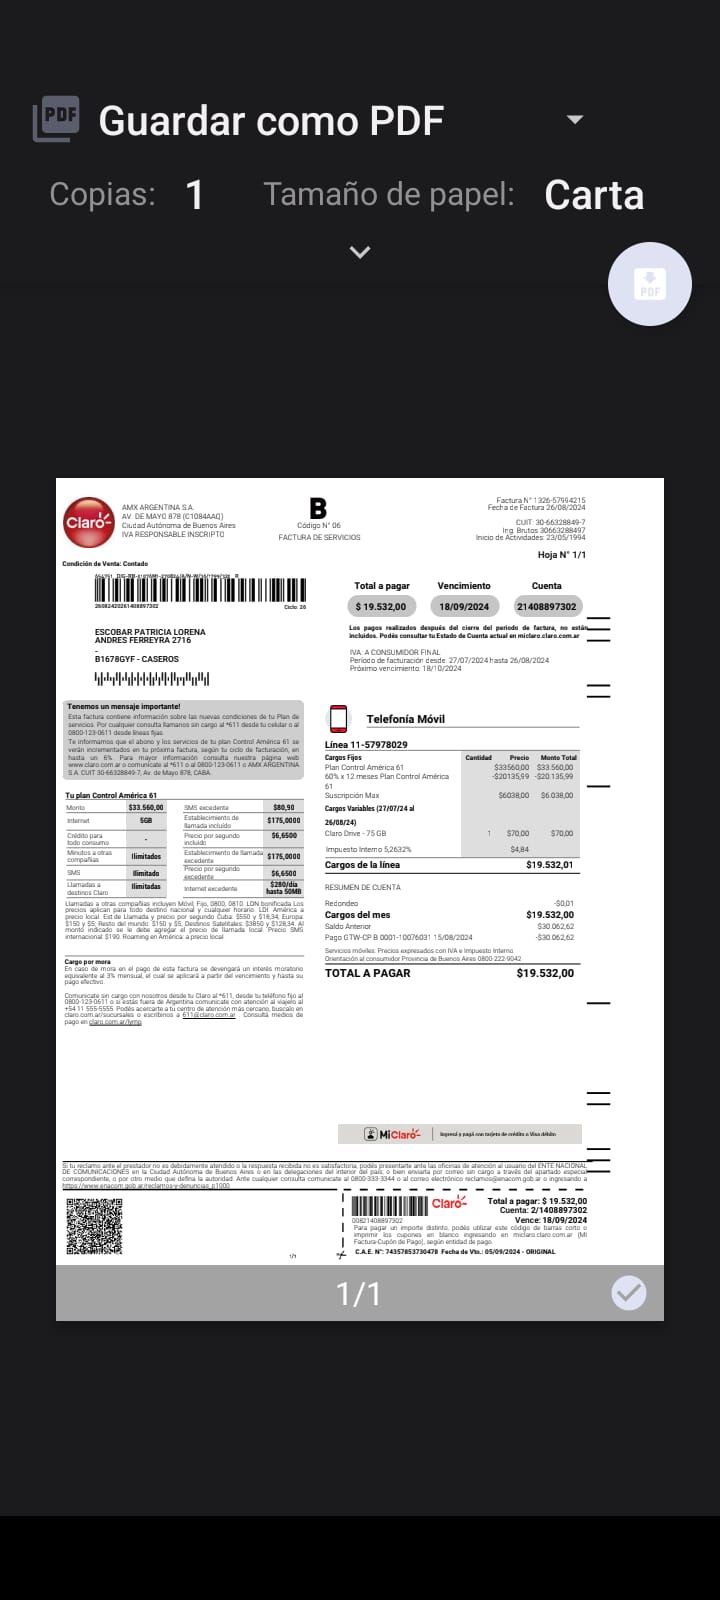 PDF
Guardar como PDF
Copias: 1 Tamaño de papel: Carta
PDF
Claro
AMX ARGENTINA S.A.
AV. DE MAYO 878 (C1084AAQ)
Ciudad Autónoma de Buenos Aires
IVA RESPONSABLE INSCRIPTO
B
Código N° 06
FACTURA DE SERVICIOS
Factura N° 1326-57994215
Fecha de Factura 26/08/2024
CUIT 30-66328849-7
Ing. Brutos 30663288497
Inicio de Actividades: 23/05/1994
Hoja N° 1/1
Condición de Venta: Contado
26082420261408897302 Ciclo: 26
Total a pagar Vencimiento Cuenta
$ 19.532,00 18/09/2024 21408897302
Los pagos realizados después del cierre del periodo de factura, no están
incluidos. Podés consultar tu Estado de Cuenta actual en miclaro.claro.com.ar
ESCOBAR PATRICIA LORENA
ANDRES FERREYRA 2716
-
B1678GYF - CASEROS
IVA: A CONSUMIDOR FINAL
Período de facturación desde: 27/07/2024 hasta 26/08/2024
Próximo vencimiento: 18/10/2024
Tenemos un mensaje importante!
Esta factura contiene información sobre las nuevas condiciones de tu Plan de
servicios. Por cualquier consulta llamanos sin cargo al *611 desde tu celular o al
0800-123-0611 desde líneas fijas.
Te informamos que el abono y los servicios de tu plan Control América 61 se
verán incrementados en tu próxima factura, según tu ciclo de facturación, en
hasta un 6%. Para mayor información consulta nuestra página web
www.claro.com.ar o comunicate al *611 o al 0800-123-0611 o AMX ARGENTINA
S.A. CUIT 30-66328849-7, Av. de Mayo 878, CABA.
Tu plan Control América 61
Monto $33.560,00 SMS excedente $80,90
Internet 5GB Establecimiento de llamada incluído $175,0000
Crédito para todo consumo - Precio por segundo incluído $6,6500
Minutos a otras compañías Ilimitados Establecimiento de llamada excedente $175,0000
SMS Ilimitado Precio por segundo excedente $6,6500
Llamadas a destinos Claro Ilimitadas Internet excedente $280/día hasta 50MB
Llamadas a otras compañías incluyen Móvil, Fijo, 0800, 0810. LDN bonificada Los
precios aplican para todo destino nacional y cualquier horario. LDI: América a
precio local. Est.de Llamada y precio por segundo Cuba: $550 y $18,34, Europa:
$150 y $5; Resto del mundo: $150 y $5, Destinos Satelitales: $3850 y $128,34. Al
monto indicado se le debe agregar el precio de llamada local. Precio SMS
internacional: $190. Roaming en América: a precio local.
Cargo por mora
En caso de mora en el pago de esta factura se devengará un interés moratorio
equivalente al 3% mensual, el cual se aplicará a partir del vencimiento y hasta su
pago efectivo.
Comunicate sin cargo con nosotros desde tu Claro al *611, desde tu teléfono fijo al
0800-123-0611 o si estás fuera de Argentina comunicate con atención al viajero al
+54 11 555-5555. Podés acercarte a tu centro de atención más cercano, buscalo en
claro.com.ar/sucursales o escribinos a 611@claro.com.ar . Consultá medios de
pago en claro.com.ar/lymp
Telefonía Móvil
Línea 11-57978029
Cargos Fijos Cantidad Precio Monto Total
Plan Control América 61 $33560,00 $33.560,00
60% x 12 meses Plan Control América -$20135,99 -$20.135,99
61
Suscripción Max $6038,00 $6.038,00
Cargos Variables (27/07/24 al
26/08/24)
Claro Drive - 75 GB 1 $70,00 $70,00
Impuesto Interno 5,2632% $4,84
Cargos de la línea $19.532,01
RESUMEN DE CUENTA
Redondeo -$0,01
Cargos del mes $19.532,00
Saldo Anterior $30.062,62
Pago GTW-CP B 0001-10076031 15/08/2024 -$30.062,62
Servicios móviles: Precios expresados con IVA e Impuesto Interno.
Orientación al consumidor Provincia de Buenos Aires 0800-222-9042.
TOTAL A PAGAR $19.532,00
MiClaro Ingresá y pagá con tarjeta de crédito o Visa débito
Si tu reclamo ante el prestador no es debidamente atendido o la respuesta recibida no es satisfactoria, podés presentarte ante las oficinas de atención al usuario del ENTE NACIONAL
DE COMUNICACIONES en la Ciudad Autónoma de Buenos Aires o en las delegaciones del interior del país; o bien enviarla por correo sin cargo a través del apartado especial
correspondiente, o por otro medio que defina la autoridad. Ante cualquier consulta comunicate al 0800-333-3344 o al correo electrónico reclamos@enacom.gob.ar o ingresando a
https://www.enacom.gob.ar/reclamos-y-denuncias_p1000
00821408897302
Claro
Total a pagar: $ 19.532,00
Cuenta: 2/1408897302
Vence: 18/09/2024
Para pagar un importe distinto, podés utilizar este código de barras corto o
imprimir los cupones en blanco ingresando en miclaro.claro.com.ar (Mi
Factura-Cupón de Pago), según entidad de pago
C.A.E. N°: 74357853730478 Fecha de Vto.: 05/09/2024 - ORIGINAL
1/1